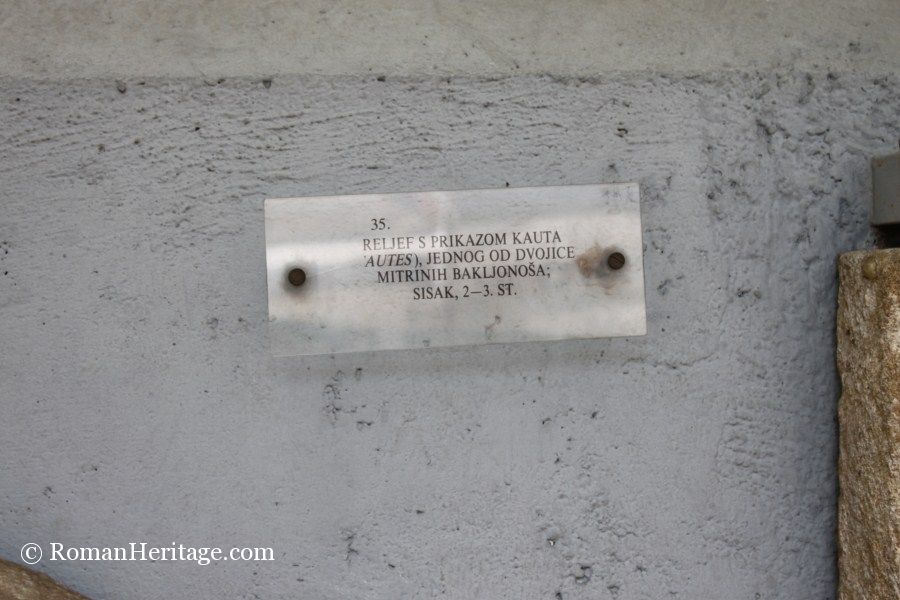 35.
RELJEF S PRIKAZOM KAUTA
'AUTES), JEDNOG OD DVOJICE
MITRINIH BAKLJONOŠA;
SISAK, 2—3. ST.
© RomanHeritage.com